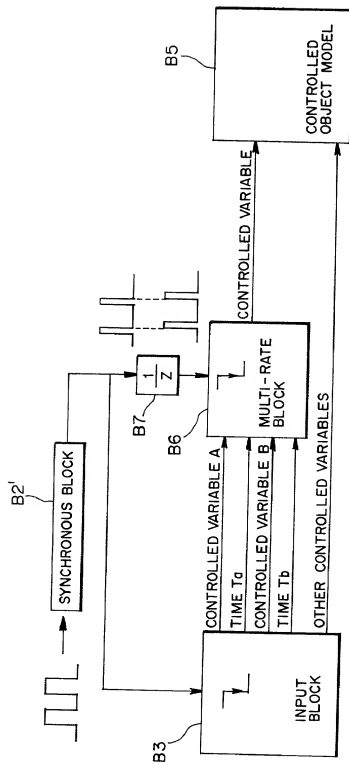 B2'
SYNCHRONOUS BLOCK
B7
1
Z
B3
INPUT
BLOCK
CONTROLLED VARIABLE A
TIME Ta
CONTROLLED VARIABLE B
TIME Tb
OTHER CONTROLLED VARIABLES
B6
MULTI-RATE
BLOCK
CONTROLLED VARIABLE
B5
CONTROLLED
OBJECT MODEL